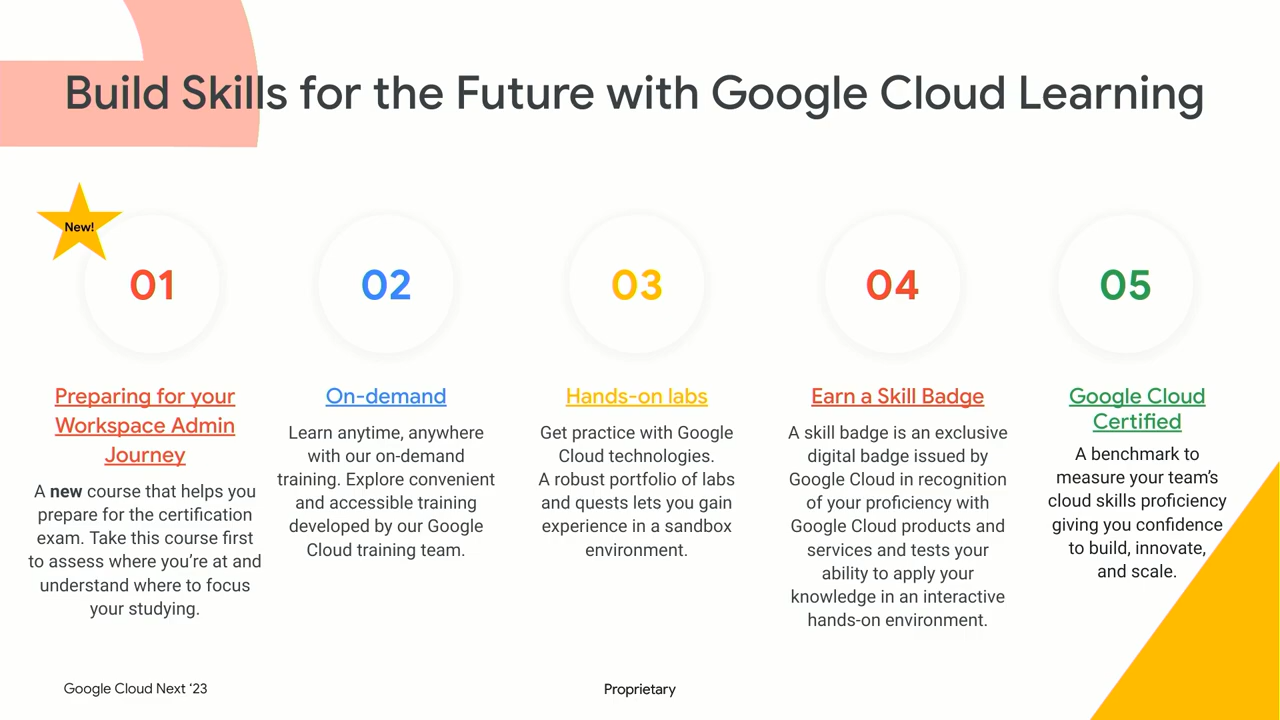 Build Skills for the Future with Google Cloud Learning
New!
01
Preparing for your
Workspace Admin
Journey
A new course that helps you
prepare for the certification
exam. Take this course first
to assess where you’re at and
understand where to focus
your studying.
02
On-demand
Learn anytime, anywhere
with our on-demand
training. Explore convenient
and accessible training
developed by our Google
Cloud training team.
03
Hands-on labs
Get practice with Google
Cloud technologies.
A robust portfolio of labs
and quests lets you gain
experience in a sandbox
environment.
04
Earn a Skill Badge
A skill badge is an exclusive
digital badge issued by
Google Cloud in recognition
of your proficiency with
Google Cloud products and
services and tests your
ability to apply your
knowledge in an interactive
hands-on environment.
05
Google Cloud
Certified
A benchmark to
measure your team’s
cloud skills proficiency
giving you confidence
to build, innovate,
and scale.
Google Cloud Next ‘23
Proprietary